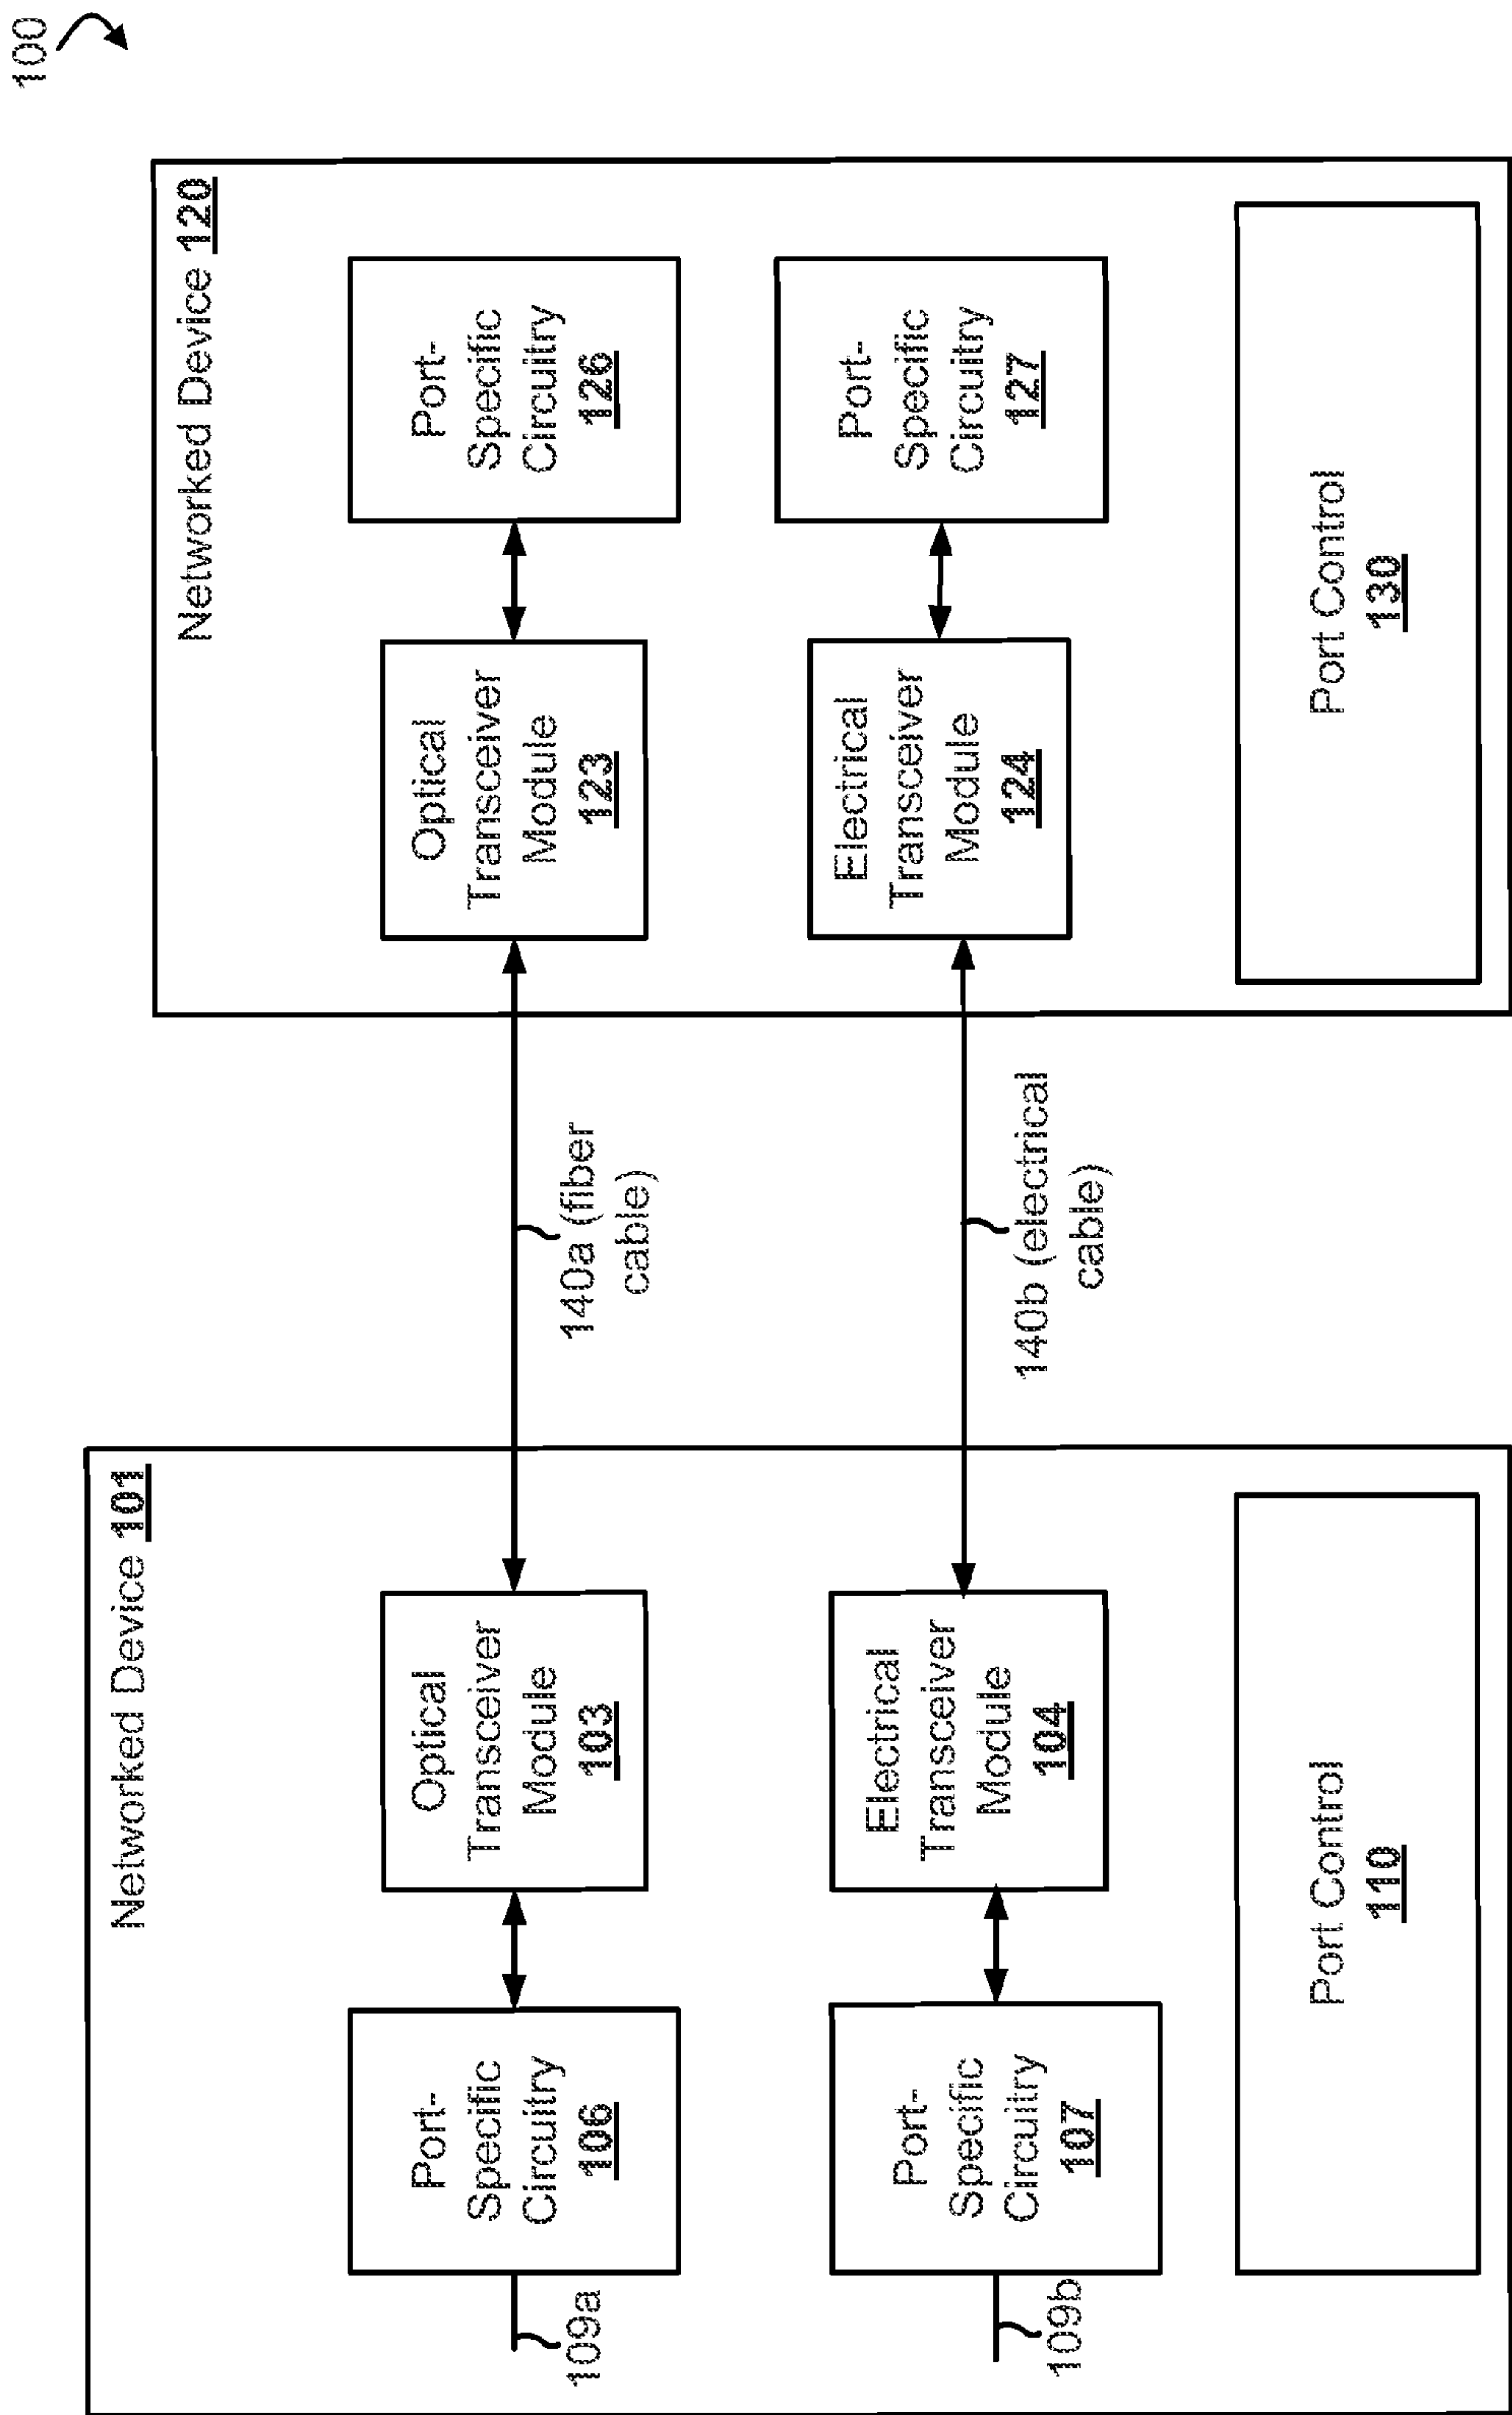 100
Networked Device 101
Port-
Specific
Circuitry
106
109a
Optical
Transceiver
Module
103
Port-
Specific
Circuitry
107
109b
Electrical
Transceiver
Module
104
Port Control
110
140a (fiber
cable)
140b (electrical
cable)
Networked Device 120
Optical
Transceiver
Module
123
Port-
Specific
Circuitry
126
Electrical
Transceiver
Module
124
Port-
Specific
Circuitry
127
Port Control
130